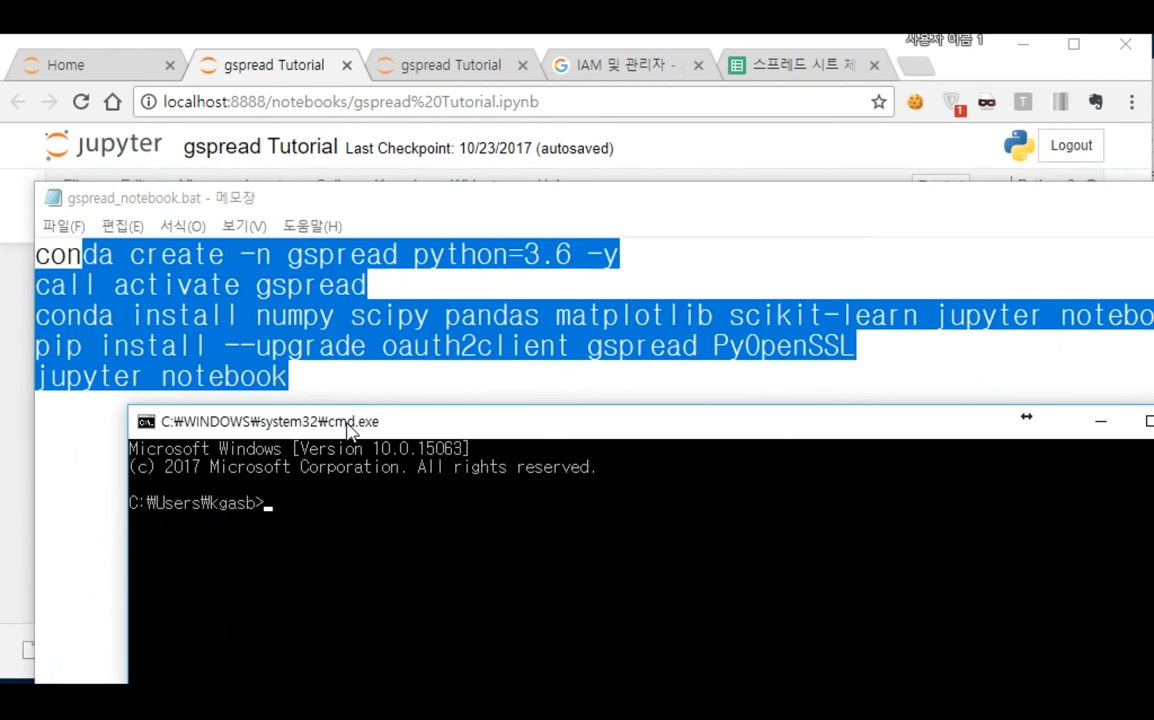 사용자 이름 1
Home
gspread Tutorial
gspread Tutorial
IAM 및 관리자 -
스프레드 시트 제
localhost:8888/notebooks/gspread%20Tutorial.ipynb
1
T
jupyter gspread Tutorial Last Checkpoint: 10/23/2017 (autosaved)
Logout
gspread_notebook.bat - 메모장
파일(F) 편집(E) 서식(O) 보기(V) 도움말(H)
conda create -n gspread python=3.6 -y
call activate gspread
conda install numpy scipy pandas matplotlib scikit-learn jupyter notebo
pip install --upgrade oauth2client gspread PyOpenSSL
jupyter notebook
C:\WINDOWS\system32\cmd.exe
Microsoft Windows [Version 10.0.15063]
(c) 2017 Microsoft Corporation. All rights reserved.
C:₩Users₩kgasb>